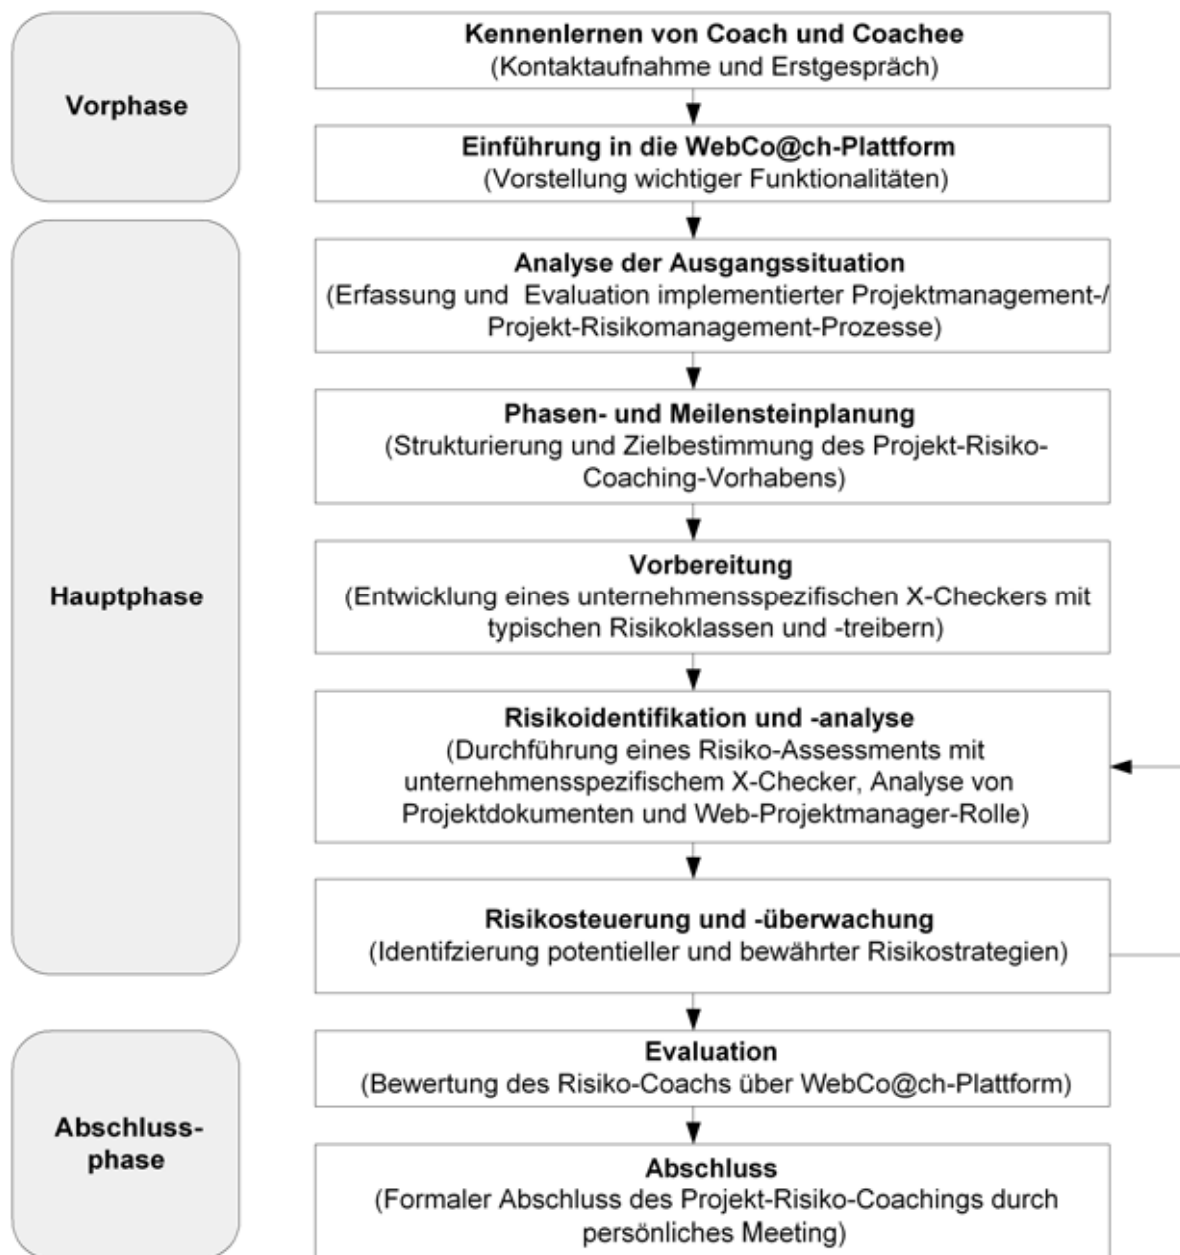 Vorphase
Kennenlernen von Coach und Coachee
(Kontaktaufnahme und Erstgespräch)
Einführung in die WebCo@ch-Plattform
(Vorstellung wichtiger Funktionalitäten)
Hauptphase
Analyse der Ausgangssituation
(Erfassung und  Evaluation implementierter Projektmanagement-/
Projekt-Risikomanagement-Prozesse)
Phasen- und Meilensteinplanung
(Strukturierung und Zielbestimmung des Projekt-Risiko-
Coaching-Vorhabens)
Vorbereitung
(Entwicklung eines unternehmensspezifischen X-Checkers mit
typischen Risikoklassen und -treibern)
Risikoidentifikation und -analyse
(Durchführung eines Risiko-Assessments mit
unternehmensspezifischem X-Checker, Analyse von
Projektdokumenten und Web-Projektmanager-Rolle)
Risikosteuerung und -überwachung
(Identifzierung potentieller und bewährter Risikostrategien)
Abschluss-
phase
Evaluation
(Bewertung des Risiko-Coachs über WebCo@ch-Plattform)
Abschluss
(Formaler Abschluss des Projekt-Risiko-Coachings durch
persönliches Meeting)